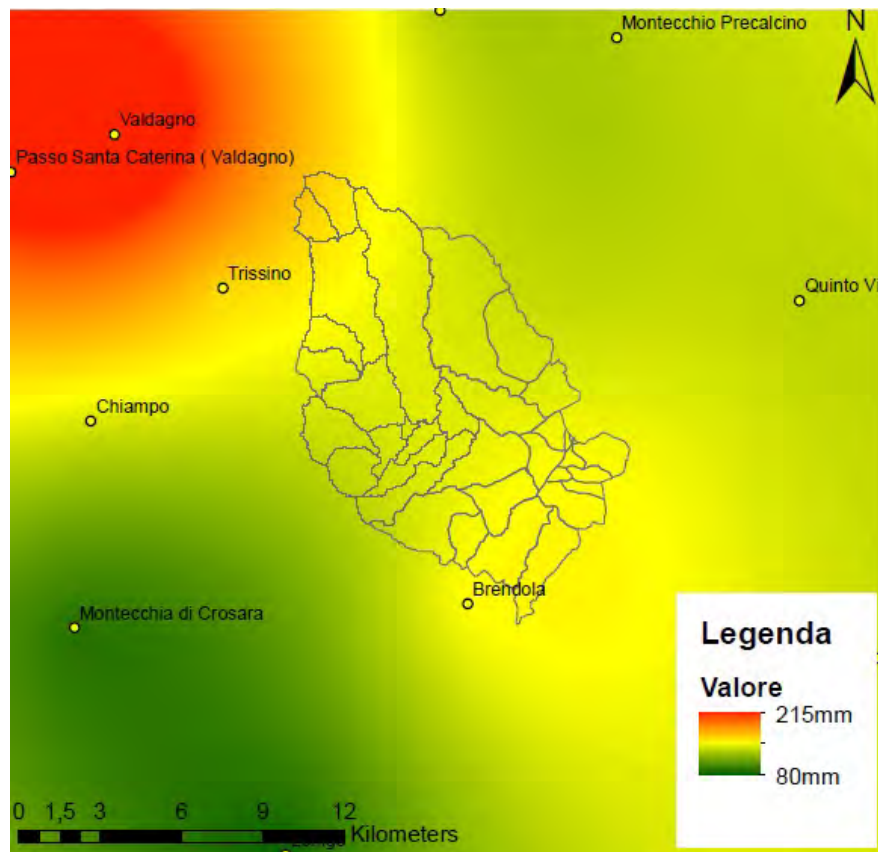 Montecchio Precalcino
N
Valdagno
Passo Santa Caterina ( Valdagno)
Trissino
Quinto Vi
Chiampo
Brendola
Montecchia di Crosara
Legenda
Valore
215mm
80mm
0 1,5 3 6 9 12
Kilometers